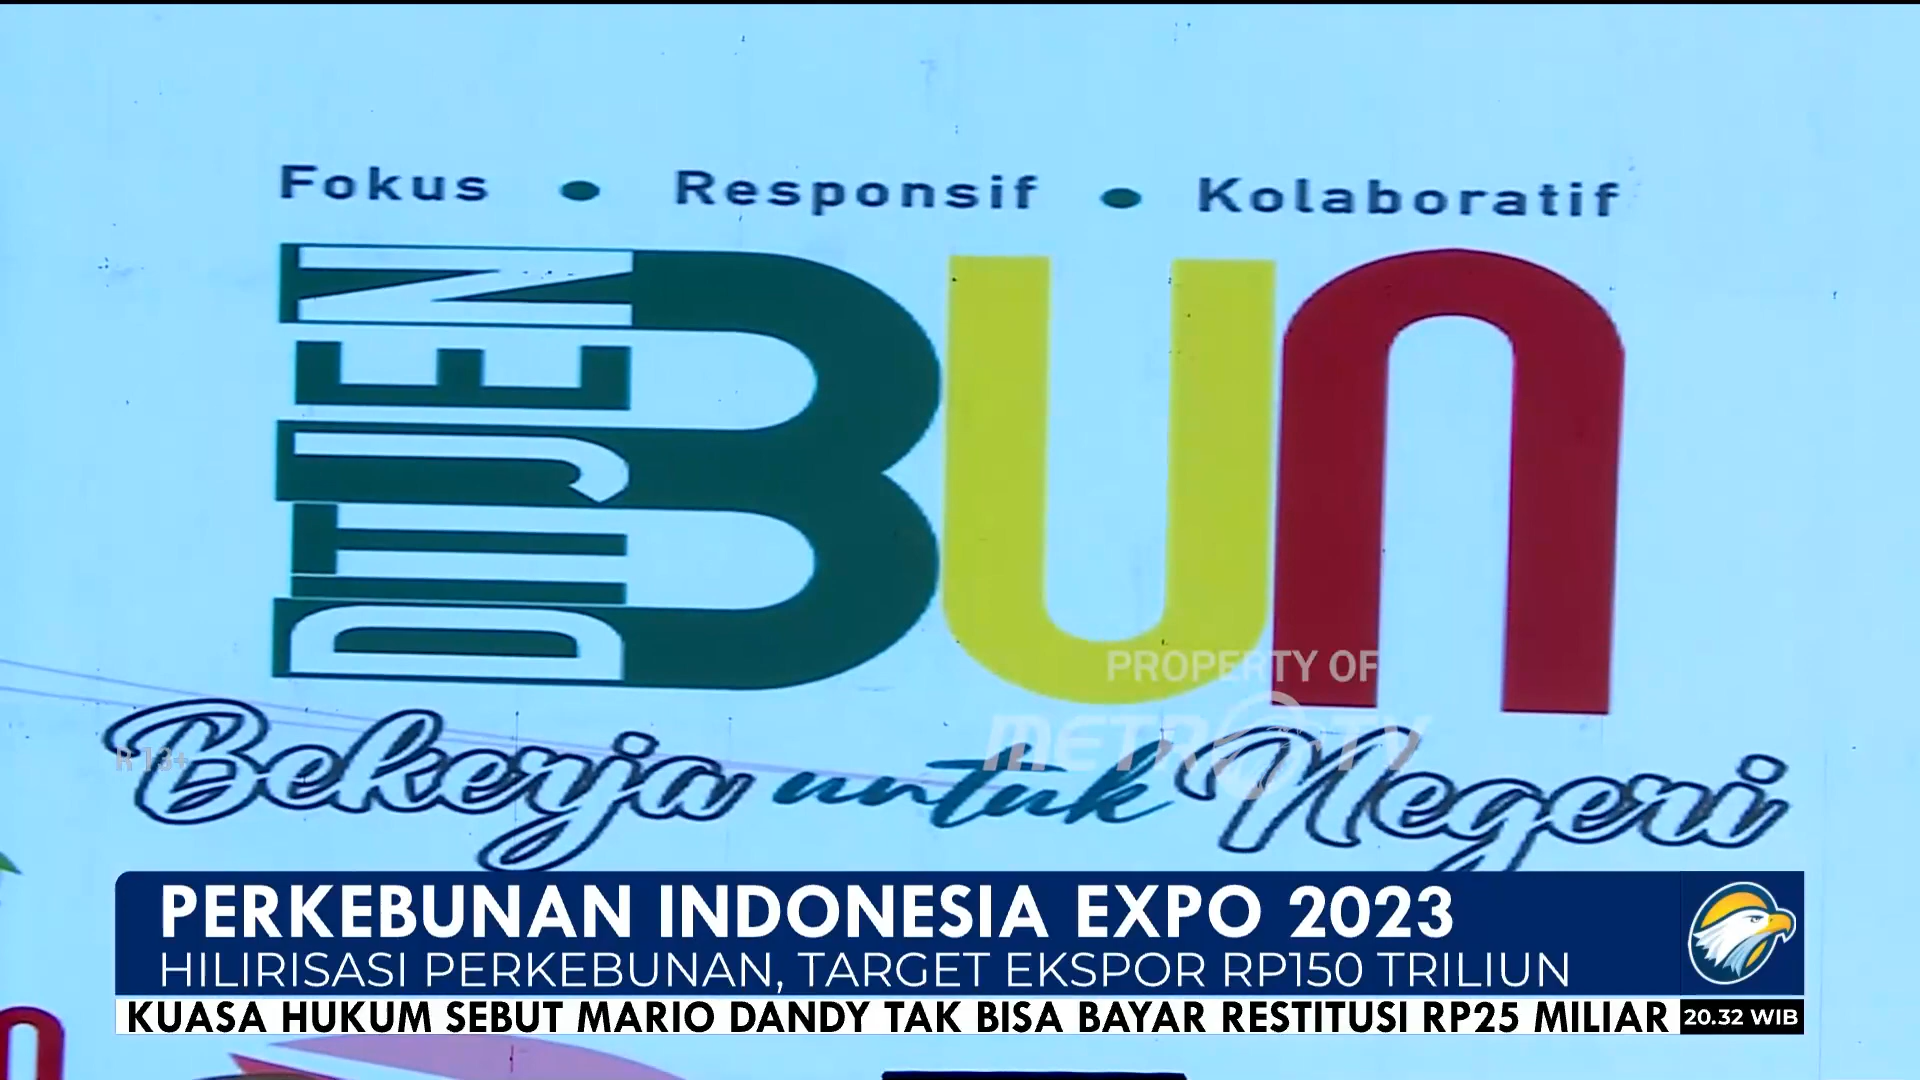 Fokus • Responsif • Kolaboratif
DITJEN BUN
Bekerja untuk Negeri
PROPERTY OF
METRO TV
R 13+
PERKEBUNAN INDONESIA EXPO 2023
HILIRISASI PERKEBUNAN, TARGET EKSPOR RP150 TRILIUN
KUASA HUKUM SEBUT MARIO DANDY TAK BISA BAYAR RESTITUSI RP25 MILIAR
20.32 WIB